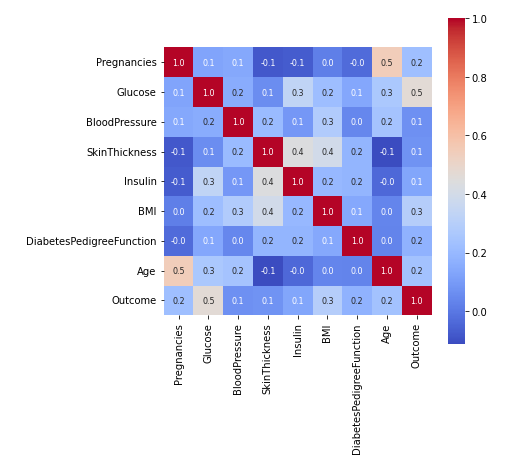 Pregnancies 1.0 0.1 0.1 -0.1 -0.1 0.0 -0.0 0.5 0.2
Glucose 0.1 1.0 0.2 0.1 0.3 0.2 0.1 0.3 0.5
BloodPressure 0.1 0.2 1.0 0.2 0.1 0.3 0.0 0.2 0.1
SkinThickness -0.1 0.1 0.2 1.0 0.4 0.4 0.2 -0.1 0.1
Insulin -0.1 0.3 0.1 0.4 1.0 0.2 0.2 -0.0 0.1
BMI 0.0 0.2 0.3 0.4 0.2 1.0 0.1 0.0 0.3
DiabetesPedigreeFunction -0.0 0.1 0.0 0.2 0.2 0.1 1.0 0.0 0.2
Age 0.5 0.3 0.2 -0.1 -0.0 0.0 0.0 1.0 0.2
Outcome 0.2 0.5 0.1 0.1 0.1 0.3 0.2 0.2 1.0
Pregnancies
Glucose
BloodPressure
SkinThickness
Insulin
BMI
DiabetesPedigreeFunction
Age
Outcome
1.0
0.8
0.6
0.4
0.2
0.0